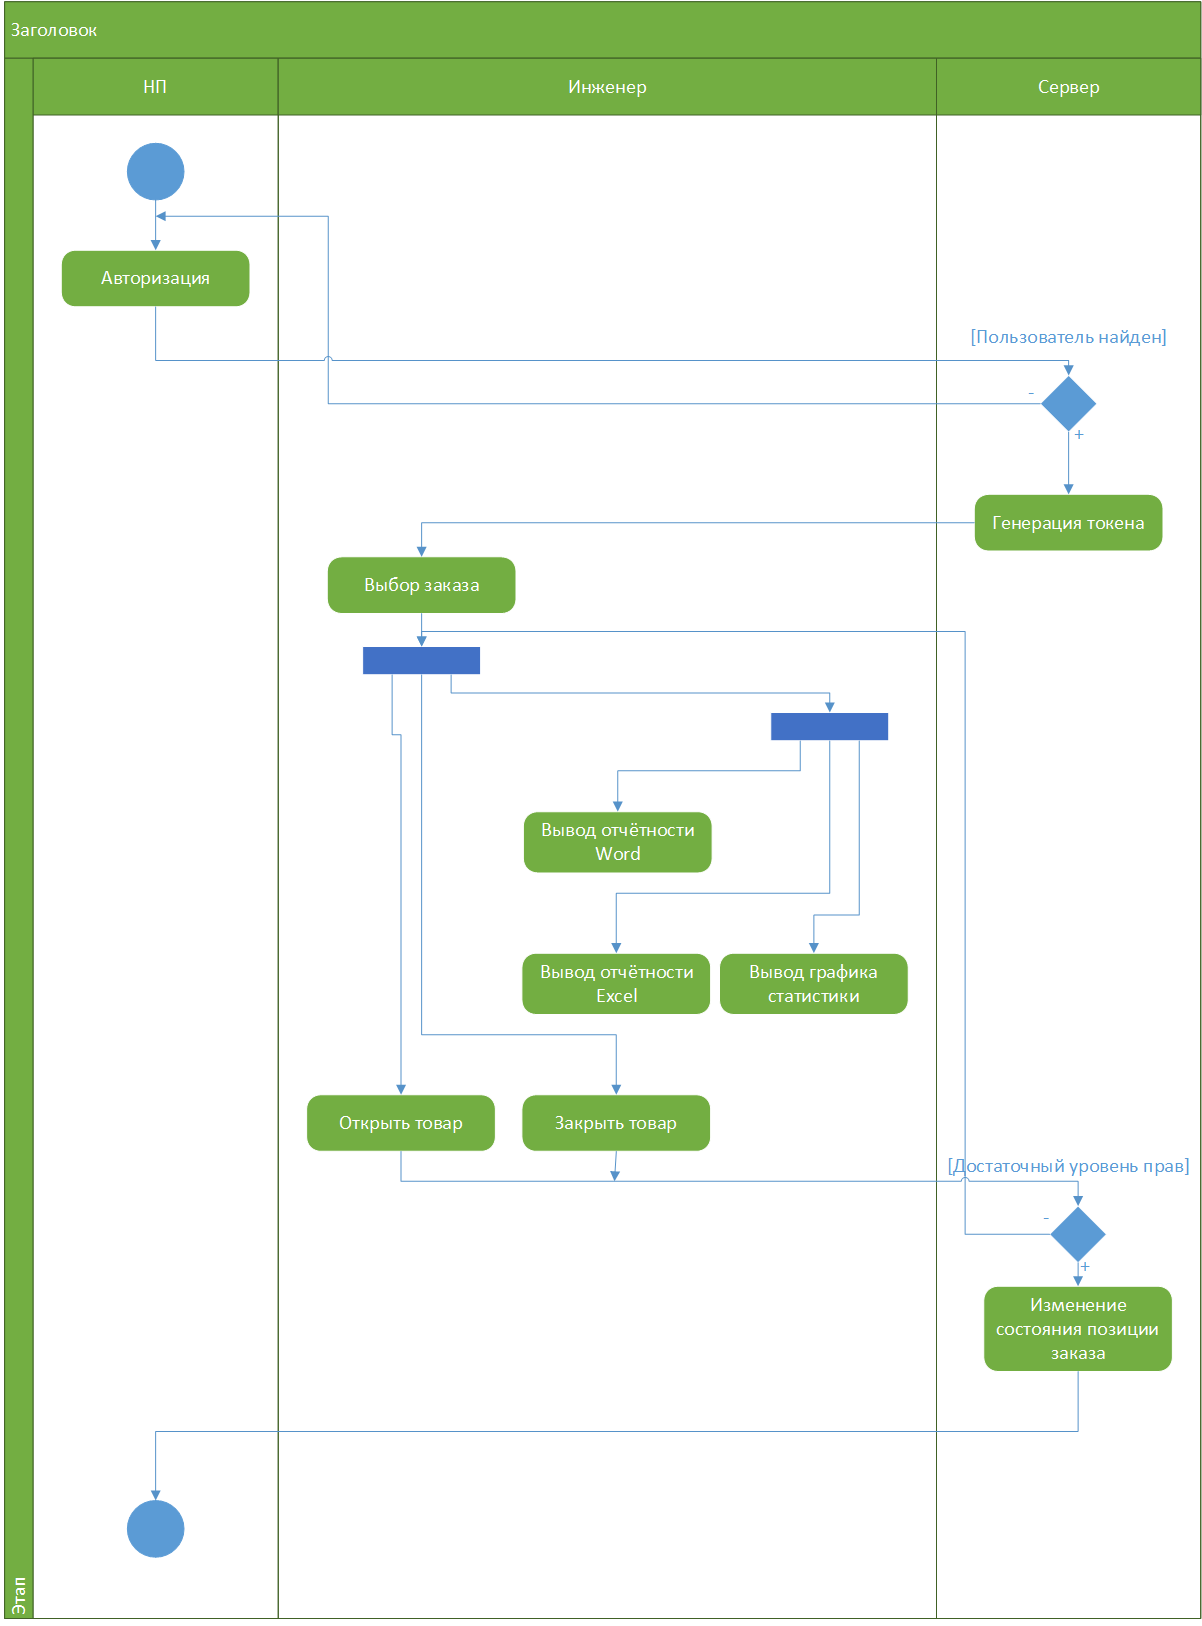 Заголовок
НП
Инженер
Сервер
Авторизация
[Пользователь найден]
-
+
Генерация токена
Выбор заказа
Вывод отчётности
Word
Вывод отчётности
Excel
Вывод графика
статистики
Открыть товар
Закрыть товар
[Достаточный уровень прав]
-
+
Изменение
состояния позиции
заказа
Этап